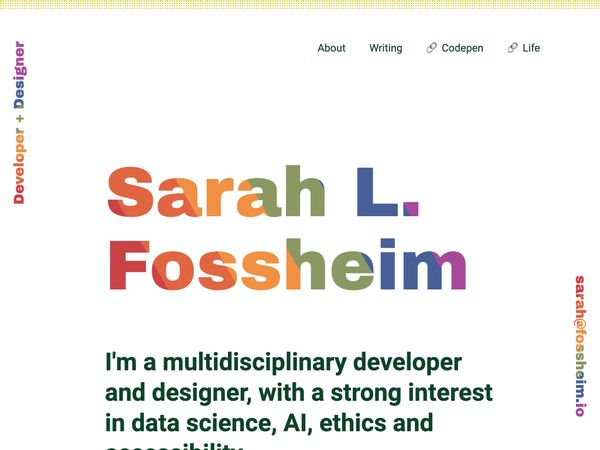 About Writing Codepen Life
Developer + Designer
Sarah L.
Fossheim
sarah@fossheim.io
I'm a multidisciplinary developer
and designer, with a strong interest
in data science, AI, ethics and
accessibility